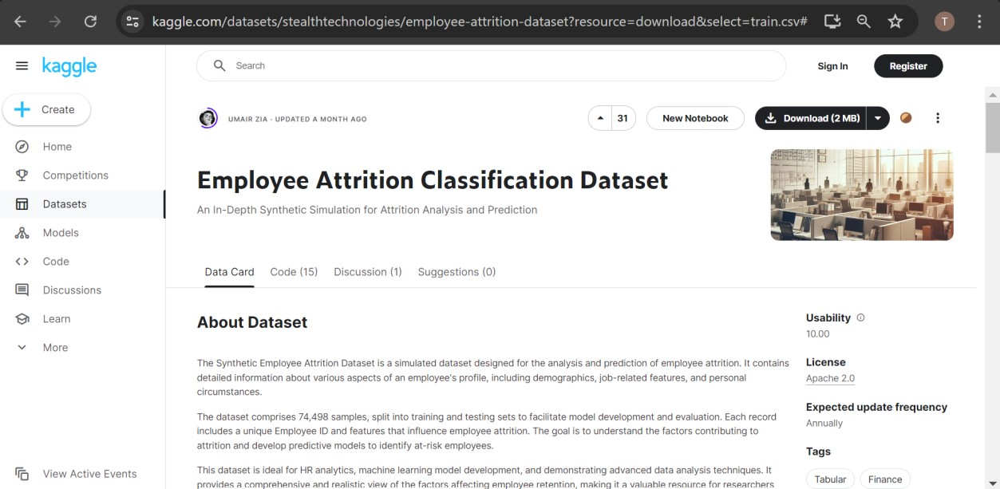 kaggle.com/datasets/stealthtechnologies/employee-attrition-dataset?resource=download&select=train.csv#
T
kaggle
Search
Sign In
Register
Create
Home
Competitions
Datasets
Models
Code
Discussions
Learn
More
View Active Events
UMAIR ZIA · UPDATED A MONTH AGO
31
New Notebook
Download (2 MB)
Employee Attrition Classification Dataset
An In-Depth Synthetic Simulation for Attrition Analysis and Prediction
Data Card
Code (15)
Discussion (1)
Suggestions (0)
About Dataset
The Synthetic Employee Attrition Dataset is a simulated dataset designed for the analysis and prediction of employee attrition. It contains
detailed information about various aspects of an employee's profile, including demographics, job-related features, and personal
circumstances.
The dataset comprises 74,498 samples, split into training and testing sets to facilitate model development and evaluation. Each record
includes a unique Employee ID and features that influence employee attrition. The goal is to understand the factors contributing to
attrition and develop predictive models to identify at-risk employees.
This dataset is ideal for HR analytics, machine learning model development, and demonstrating advanced data analysis techniques. It
provides a comprehensive and realistic view of the factors affecting employee retention, making it a valuable resource for researchers
Usability
10.00
License
Apache 2.0
Expected update frequency
Annually
Tags
Tabular
Finance